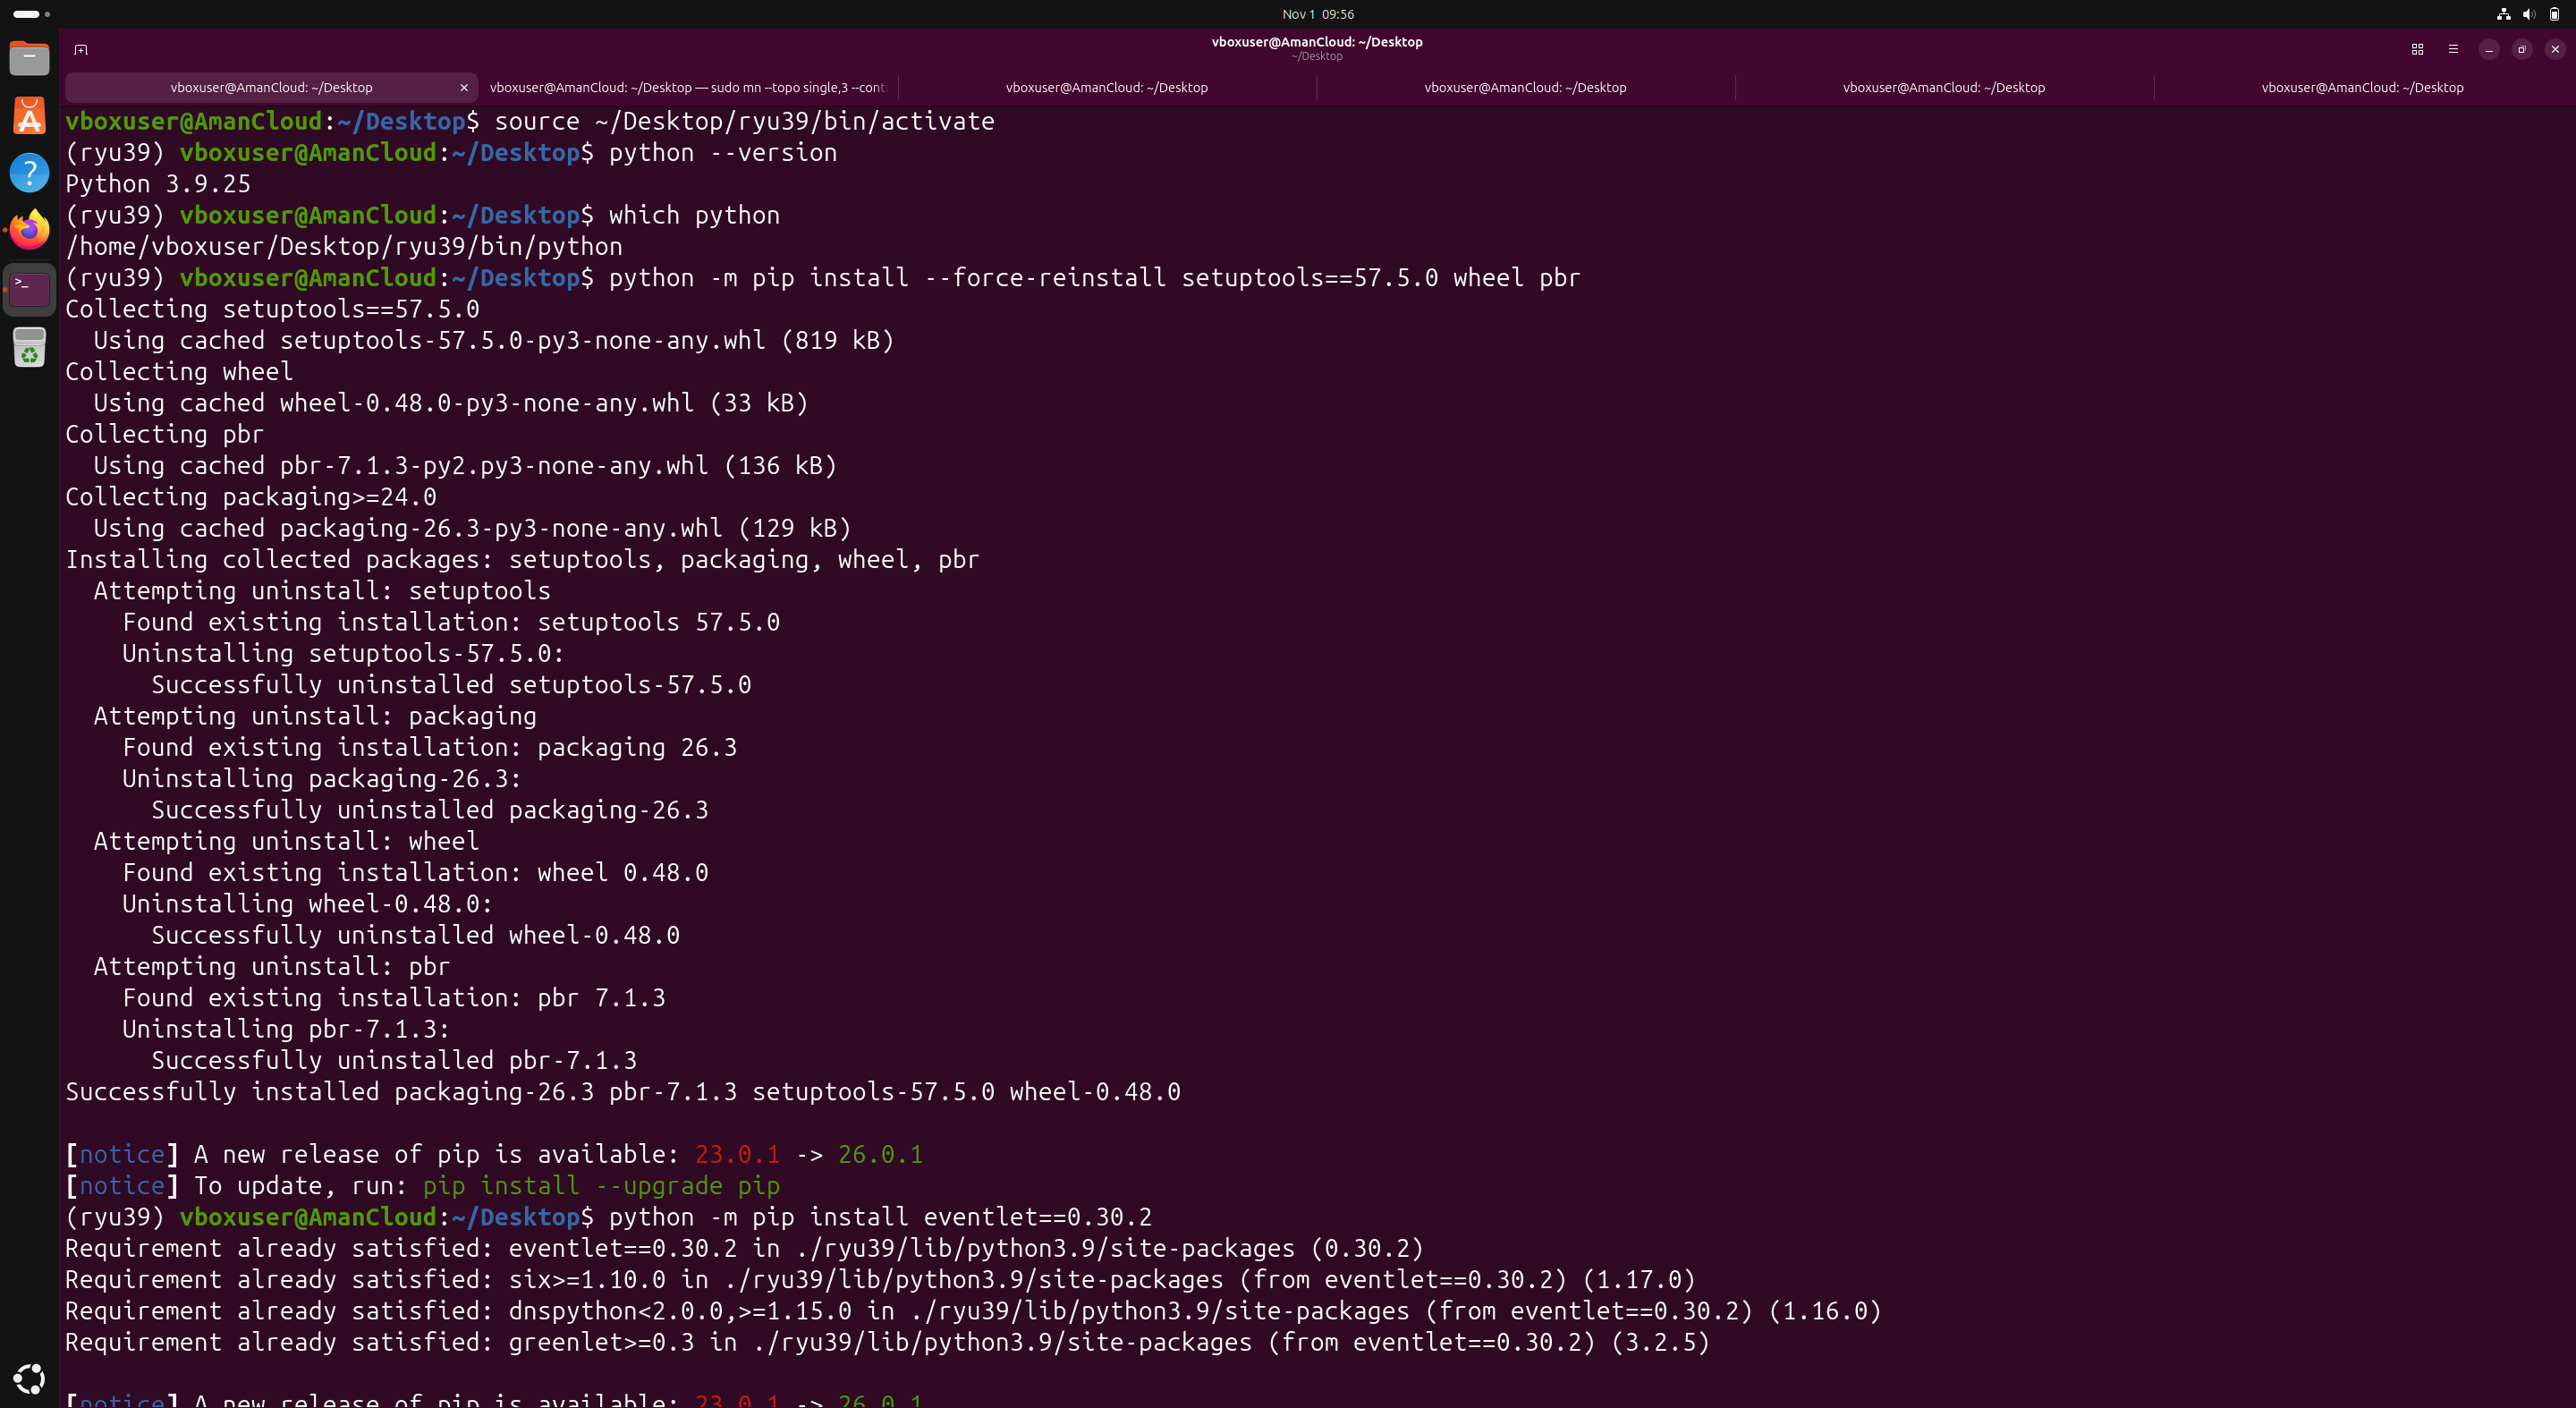 Nov 1 09:56
vboxuser@AmanCloud: ~/Desktop
~/Desktop
vboxuser@AmanCloud: ~/Desktop
vboxuser@AmanCloud: ~/Desktop — sudo mn --topo single,3 --cont
vboxuser@AmanCloud: ~/Desktop
vboxuser@AmanCloud: ~/Desktop
vboxuser@AmanCloud: ~/Desktop
vboxuser@AmanCloud: ~/Desktop
vboxuser@AmanCloud:~/Desktop$ source ~/Desktop/ryu39/bin/activate
(ryu39) vboxuser@AmanCloud:~/Desktop$ python --version
Python 3.9.25
(ryu39) vboxuser@AmanCloud:~/Desktop$ which python
/home/vboxuser/Desktop/ryu39/bin/python
(ryu39) vboxuser@AmanCloud:~/Desktop$ python -m pip install --force-reinstall setuptools==57.5.0 wheel pbr
Collecting setuptools==57.5.0
  Using cached setuptools-57.5.0-py3-none-any.whl (819 kB)
Collecting wheel
  Using cached wheel-0.48.0-py3-none-any.whl (33 kB)
Collecting pbr
  Using cached pbr-7.1.3-py2.py3-none-any.whl (136 kB)
Collecting packaging>=24.0
  Using cached packaging-26.3-py3-none-any.whl (129 kB)
Installing collected packages: setuptools, packaging, wheel, pbr
  Attempting uninstall: setuptools
    Found existing installation: setuptools 57.5.0
    Uninstalling setuptools-57.5.0:
      Successfully uninstalled setuptools-57.5.0
  Attempting uninstall: packaging
    Found existing installation: packaging 26.3
    Uninstalling packaging-26.3:
      Successfully uninstalled packaging-26.3
  Attempting uninstall: wheel
    Found existing installation: wheel 0.48.0
    Uninstalling wheel-0.48.0:
      Successfully uninstalled wheel-0.48.0
  Attempting uninstall: pbr
    Found existing installation: pbr 7.1.3
    Uninstalling pbr-7.1.3:
      Successfully uninstalled pbr-7.1.3
Successfully installed packaging-26.3 pbr-7.1.3 setuptools-57.5.0 wheel-0.48.0
[notice] A new release of pip is available: 23.0.1 -> 26.0.1
[notice] To update, run: pip install --upgrade pip
(ryu39) vboxuser@AmanCloud:~/Desktop$ python -m pip install eventlet==0.30.2
Requirement already satisfied: eventlet==0.30.2 in ./ryu39/lib/python3.9/site-packages (0.30.2)
Requirement already satisfied: six>=1.10.0 in ./ryu39/lib/python3.9/site-packages (from eventlet==0.30.2) (1.17.0)
Requirement already satisfied: dnspython<2.0.0,>=1.15.0 in ./ryu39/lib/python3.9/site-packages (from eventlet==0.30.2) (1.16.0)
Requirement already satisfied: greenlet>=0.3 in ./ryu39/lib/python3.9/site-packages (from eventlet==0.30.2) (3.2.5)
[notice] A new release of pip is available: 23.0.1 -> 26.0.1